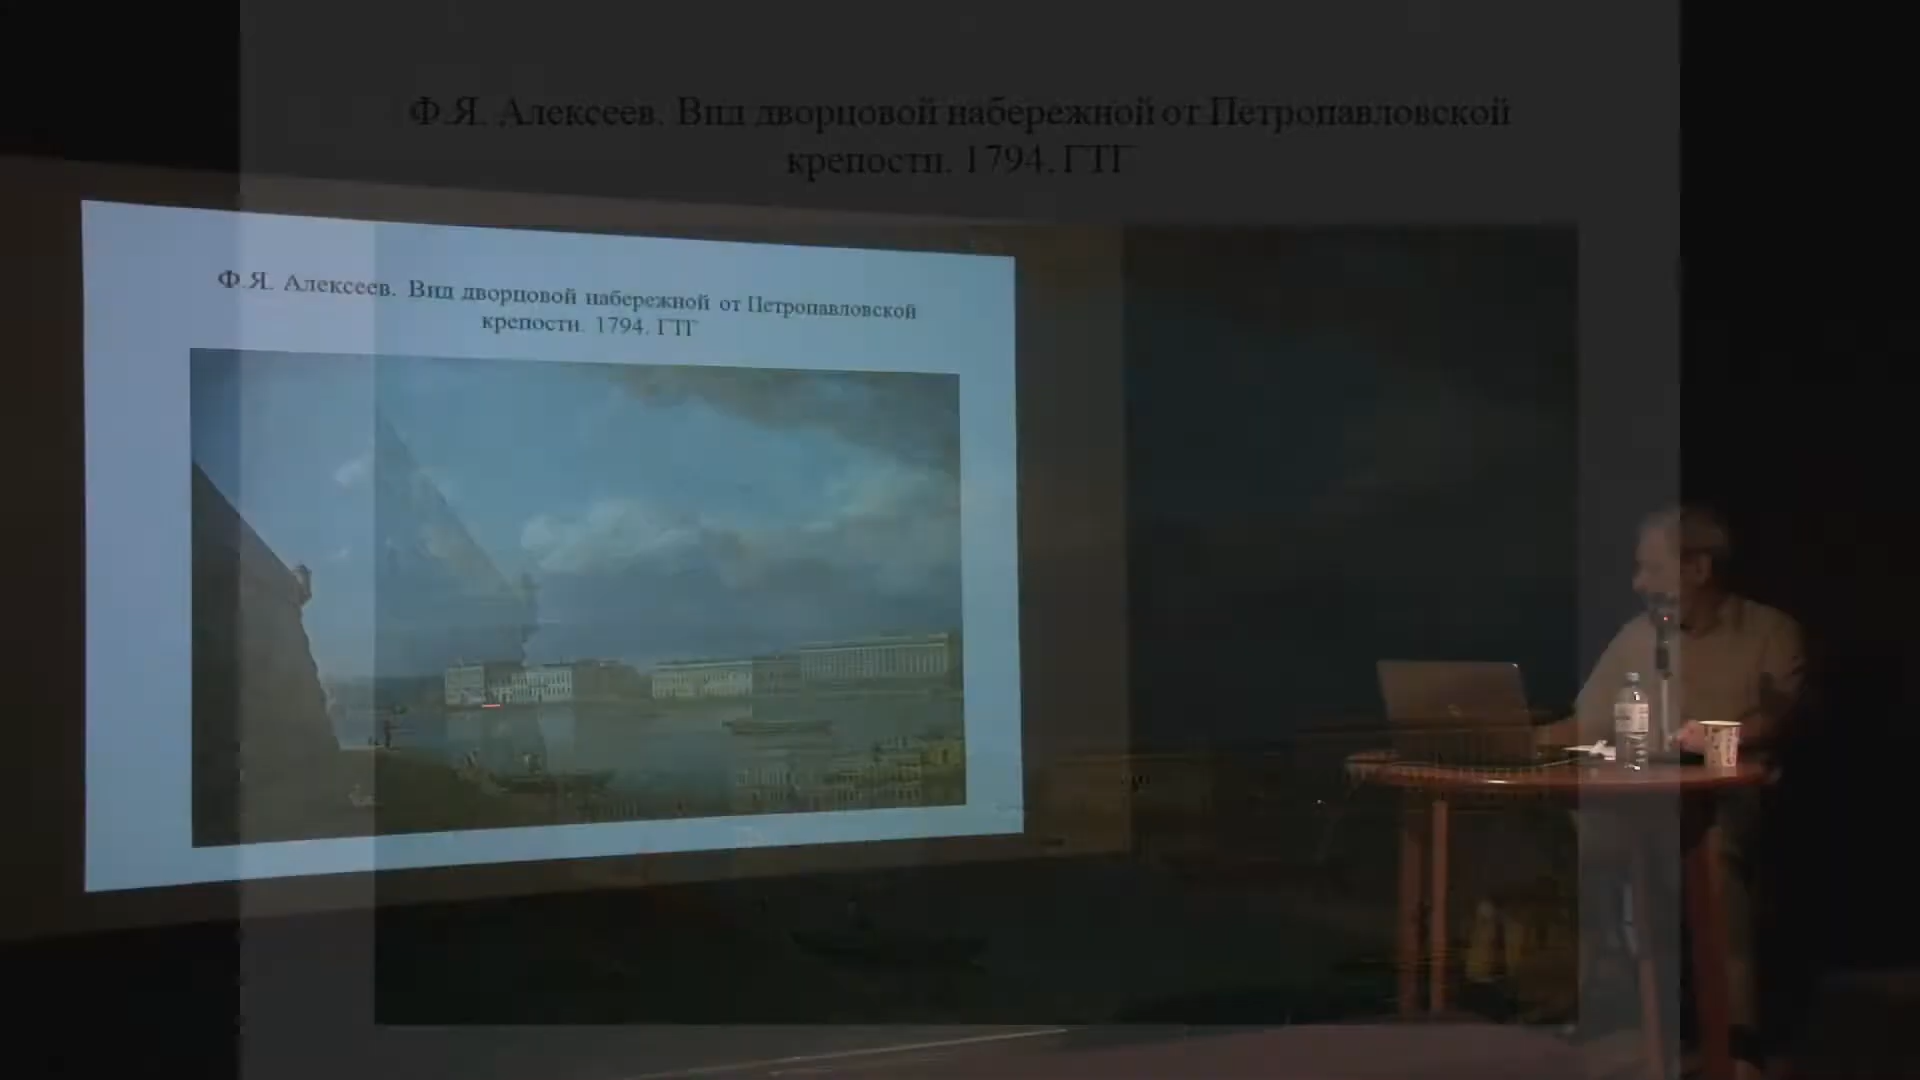 Ф.Я. Алексеев. Вид дворцовой набережной от Петропавловской
крепости. 1794. ГТГ
Ф.Я. Алексеев. Вид дворцовой набережной от Петропавловской
крепости. 1794. ГТГ